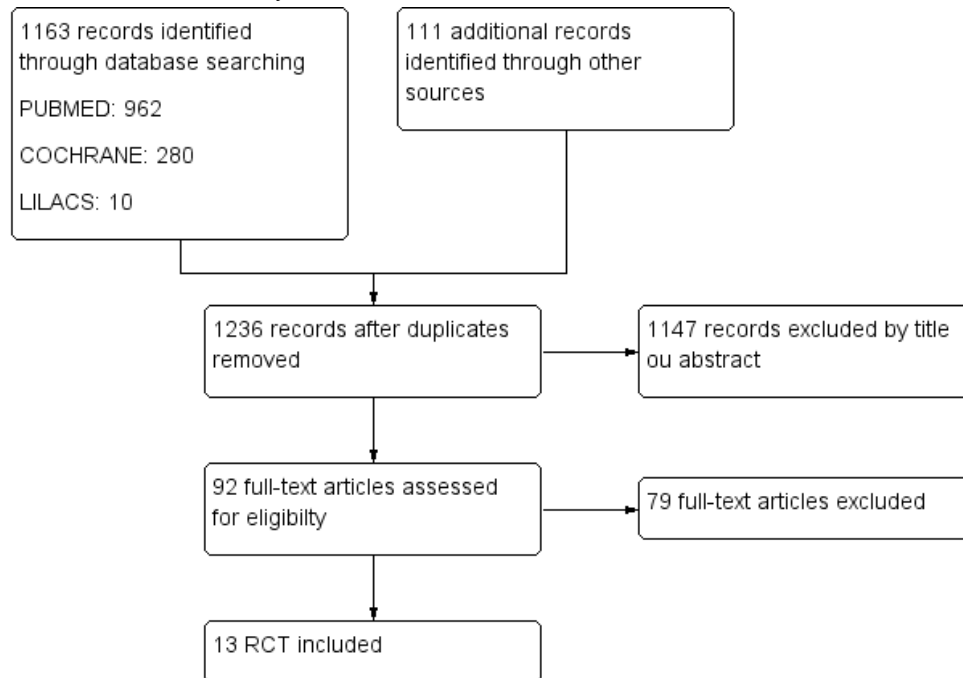 1163 records identified
through database searching
PUBMED: 962
COCHRANE: 280
LILACS: 10
111 additional records
identified through other
sources
1236 records after duplicates
removed
1147 records excluded by title
ou abstract
92 full-text articles assessed
for eligibilty
79 full-text articles excluded
13 RCT included